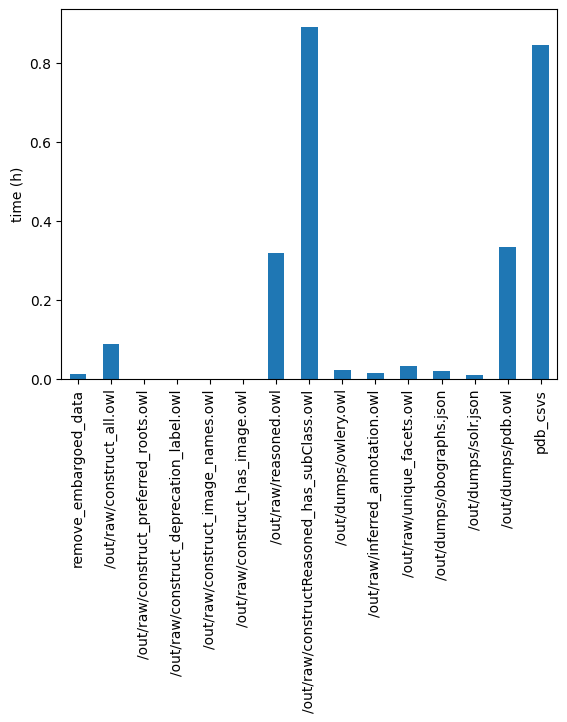 time (h)
0.8
0.6
0.4
0.2
0.0
remove_embargoed_data
/out/raw/construct_all.owl
/out/raw/construct_preferred_roots.owl
/out/raw/construct_deprecation_label.owl
/out/raw/construct_image_names.owl
/out/raw/construct_has_image.owl
/out/raw/reasoned.owl
/out/raw/constructReasoned_has_subClass.owl
/out/dumps/owlery.owl
/out/raw/inferred_annotation.owl
/out/raw/unique_facets.owl
/out/dumps/obographs.json
/out/dumps/solr.json
/out/dumps/pdb.owl
pdb_csvs